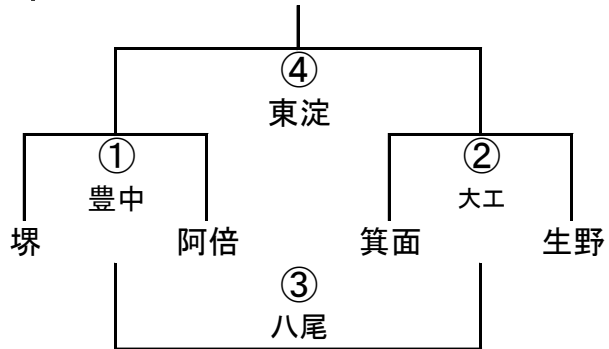 ④
東淀
① ②
豊中 大工
堺 阿倍 箕面 生野
③
八尾